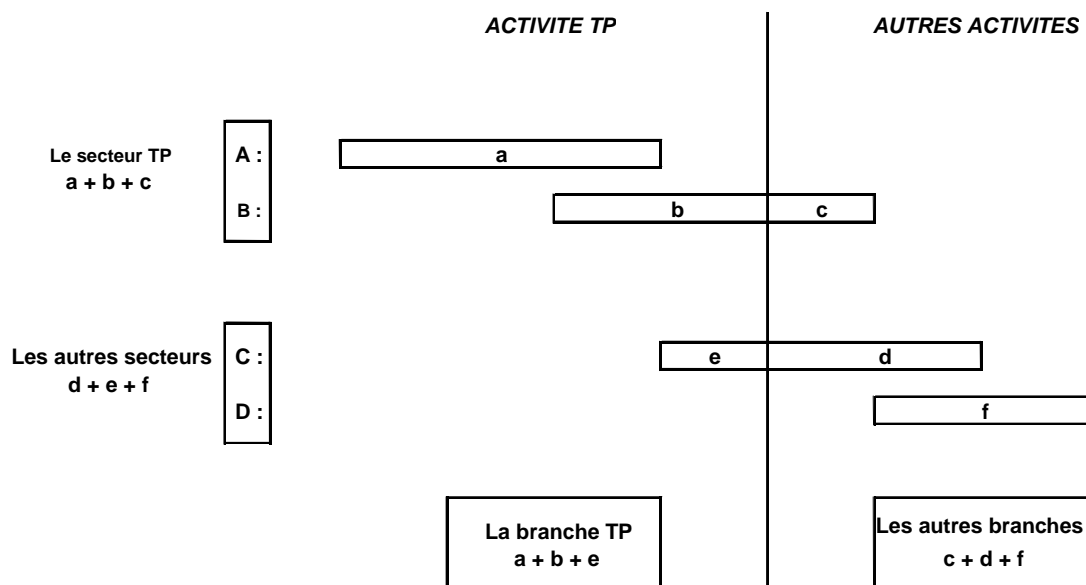 ACTIVITE TP
AUTRES ACTIVITES
Le secteur TP
a + b + c
A :
a
B :
b
c
Les autres secteurs
d + e + f
C :
e
d
D :
f
La branche TP
a + b + e
Les autres branches
c + d + f